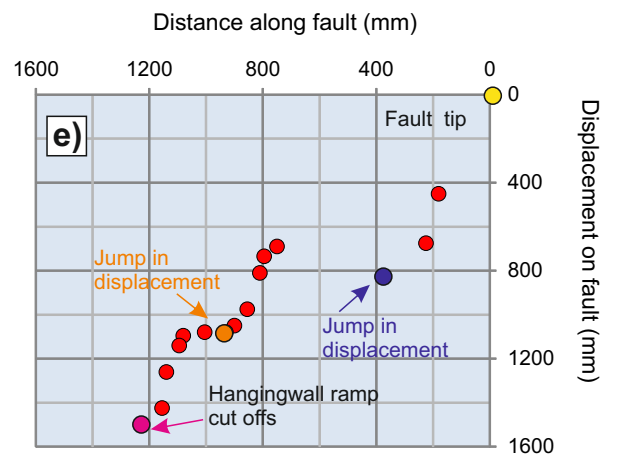 Distance along fault (mm)
1600 1200 800 400 0
0
e)
Fault tip
400
Jump in
displacement
800
Jump in
displacement
1200
Hangingwall ramp
cut offs
1600
Displacement on fault (mm)